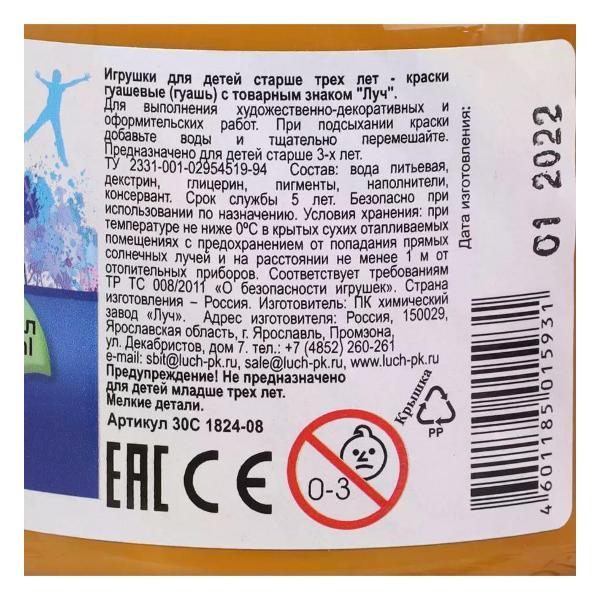 Игрушки для детей старше трех лет - краски
гуашевые (гуашь) с товарным знаком "Луч".
Для выполнения художественно-декоративных и
оформительских работ. При подсыхании краски
добавьте воды и тщательно перемешайте.
Предназначено для детей старше 3-х лет.
ТУ 2331-001-02954519-94 Состав: вода питьевая,
декстрин, глицерин, пигменты, наполнители,
консервант. Срок службы 5 лет. Безопасно при
использовании по назначению. Условия хранения: при
температуре не ниже 0ºС в крытых сухих отапливаемых
помещениях с предохранением от попадания прямых
солнечных лучей и на расстоянии не менее 1 м от
отопительных приборов. Соответствует требованиям
ТР ТС 008/2011 «О безопасности игрушек». Страна
изготовления – Россия. Изготовитель: ПК химический
завод «Луч». Адрес изготовителя: Россия, 150029,
Ярославская область, г. Ярославль, Промзона,
ул. Декабристов, дом 7. тел.: +7 (4852) 260-261
e-mail: sbit@luch-pk.ru, sale@luch-pk.ru, www.luch-pk.ru
Предупреждение! Не предназначено
для детей младше трех лет.
Мелкие детали.
Артикул 30С 1824-08
EAC CE
0-3
Крышка
PP
Дата изготовления:
01 2022
4601185015931